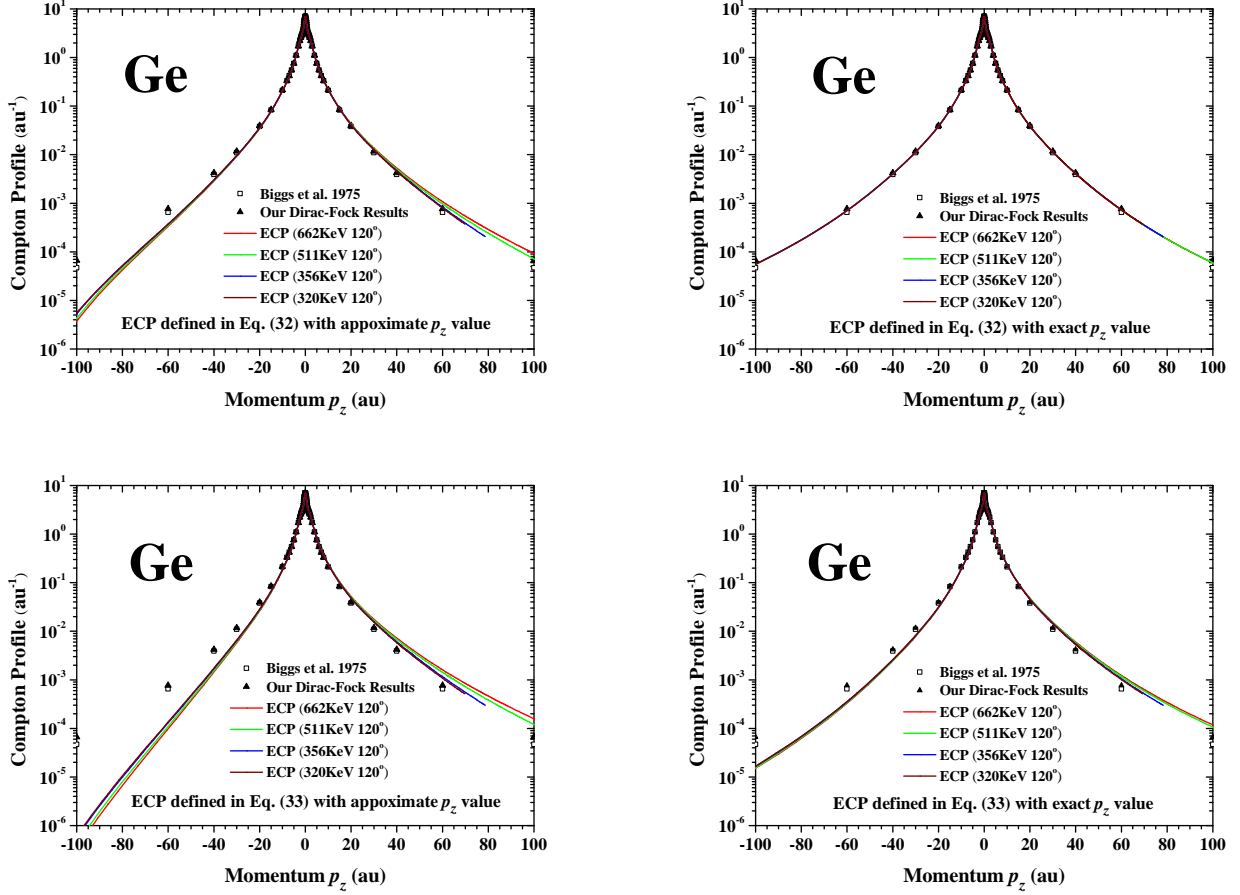 Compton Profile (au⁻¹)
10¹
10⁰
10⁻¹
10⁻²
10⁻³
10⁻⁴
10⁻⁵
10⁻⁶
Ge
Biggs et al. 1975
Our Dirac-Fock Results
ECP (662KeV 120°)
ECP (511KeV 120°)
ECP (356KeV 120°)
ECP (320KeV 120°)
ECP defined in Eq. (32) with appoximate p_z value
-100 -80 -60 -40 -20 0 20 40 60 80 100
Momentum p_z (au)
Compton Profile (au⁻¹)
10¹
10⁰
10⁻¹
10⁻²
10⁻³
10⁻⁴
10⁻⁵
10⁻⁶
Ge
Biggs et al. 1975
Our Dirac-Fock Results
ECP (662KeV 120°)
ECP (511KeV 120°)
ECP (356KeV 120°)
ECP (320KeV 120°)
ECP defined in Eq. (32) with exact p_z value
-100 -80 -60 -40 -20 0 20 40 60 80 100
Momentum p_z (au)
Compton Profile (au⁻¹)
10¹
10⁰
10⁻¹
10⁻²
10⁻³
10⁻⁴
10⁻⁵
10⁻⁶
Ge
Biggs et al. 1975
Our Dirac-Fock Results
ECP (662KeV 120°)
ECP (511KeV 120°)
ECP (356KeV 120°)
ECP (320KeV 120°)
ECP defined in Eq. (33) with appoximate p_z value
-100 -80 -60 -40 -20 0 20 40 60 80 100
Momentum p_z (au)
Compton Profile (au⁻¹)
10¹
10⁰
10⁻¹
10⁻²
10⁻³
10⁻⁴
10⁻⁵
10⁻⁶
Ge
Biggs et al. 1975
Our Dirac-Fock Results
ECP (662KeV 120°)
ECP (511KeV 120°)
ECP (356KeV 120°)
ECP (320KeV 120°)
ECP defined in Eq. (33) with exact p_z value
-100 -80 -60 -40 -20 0 20 40 60 80 100
Momentum p_z (au)